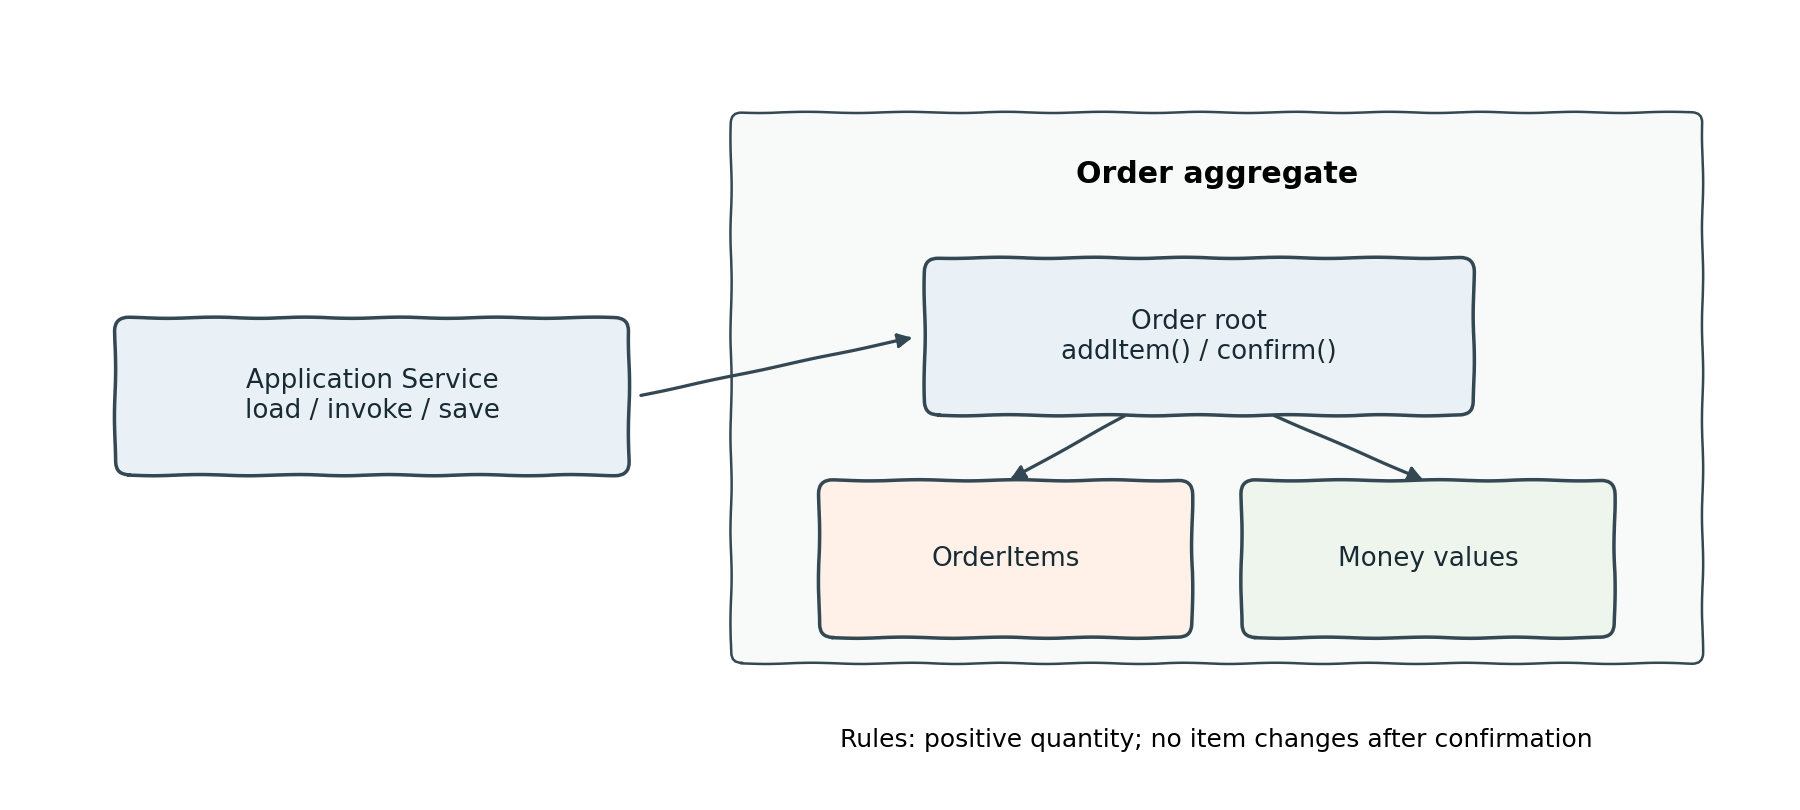 Order aggregate
Order root
addItem() / confirm()
Application Service
load / invoke / save
OrderItems
Money values
Rules: positive quantity; no item changes after confirmation